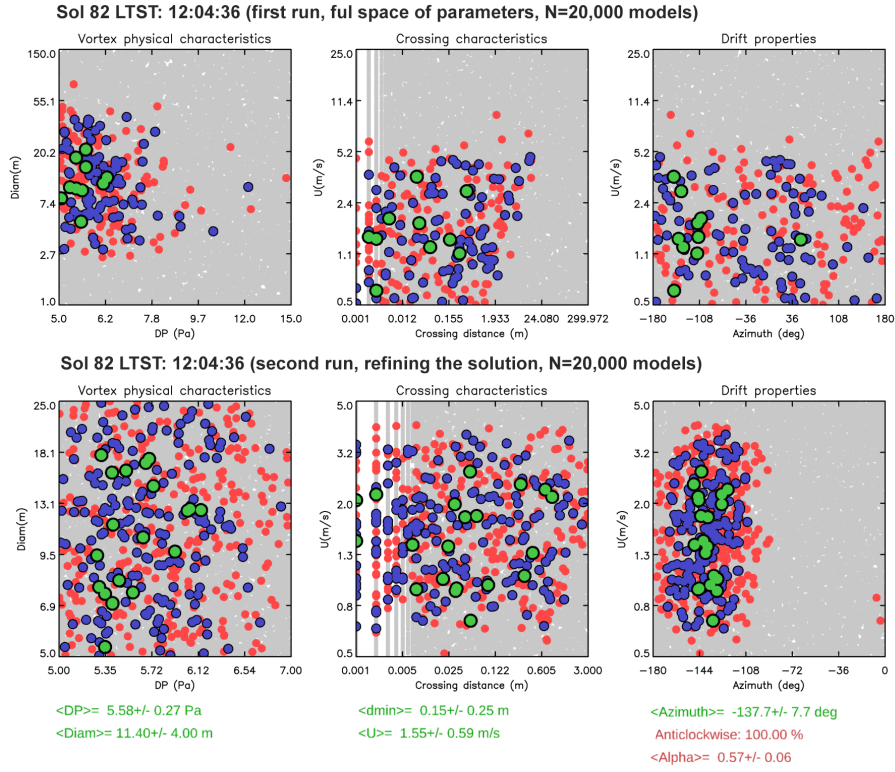 Sol 82 LTST: 12:04:36 (first run, ful space of parameters, N=20,000 models)
Vortex physical characteristics
Crossing characteristics
Drift properties
150.0
55.1
20.2
7.4
2.7
1.0
Diam(m)
5.0 6.2 7.8 9.7 12.0 15.0
DP (Pa)
25.0
11.4
5.2
2.4
1.1
0.5
U(m/s)
0.001 0.012 0.155 1.933 24.080 299.972
Crossing distance (m)
25.0
11.4
5.2
2.4
1.1
0.5
U(m/s)
-180 -108 -36 36 108 180
Azimuth (deg)
Sol 82 LTST: 12:04:36 (second run, refining the solution, N=20,000 models)
Vortex physical characteristics
Crossing characteristics
Drift properties
25.0
18.1
13.1
9.5
6.9
5.0
Diam(m)
5.00 5.35 5.72 6.12 6.54 7.00
DP (Pa)
5.0
3.2
2.0
1.3
0.8
0.5
U(m/s)
0.001 0.005 0.025 0.122 0.605 3.000
Crossing distance (m)
5.0
3.2
2.0
1.3
0.8
0.5
U(m/s)
-180 -144 -108 -72 -36 0
Azimuth (deg)
<DP>= 5.58+/- 0.27 Pa
<Diam>= 11.40+/- 4.00 m
<dmin>= 0.15+/- 0.25 m
<U>= 1.55+/- 0.59 m/s
<Azimuth>= -137.7+/- 7.7 deg
Anticlockwise: 100.00 %
<Alpha>= 0.57+/- 0.06